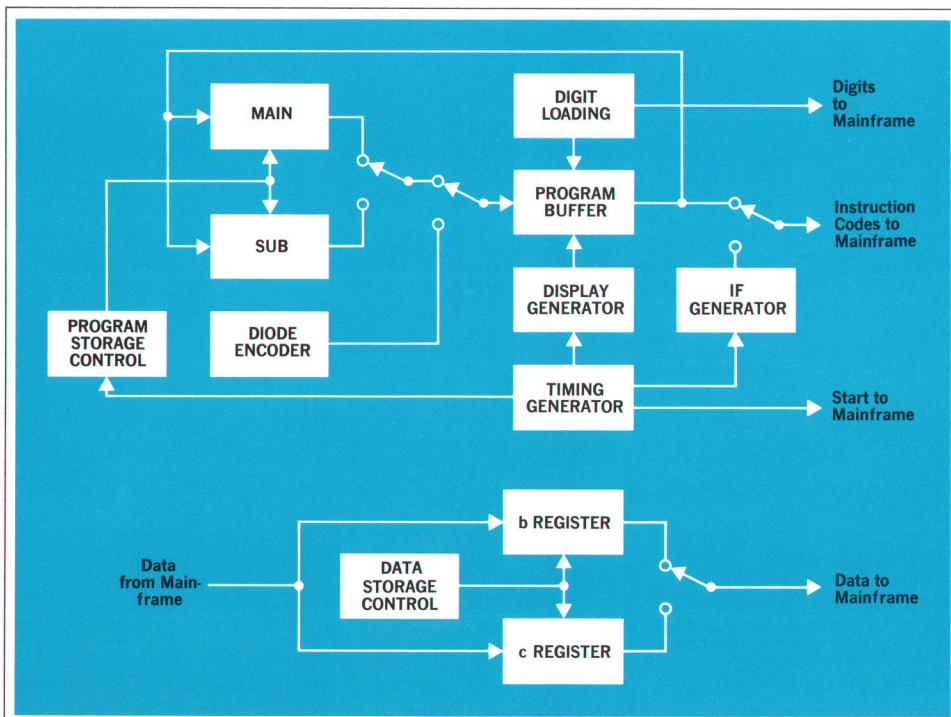 MAIN
DIGIT
LOADING
Digits
to
Mainframe
PROGRAM
BUFFER
Instruction
Codes to
Mainframe
SUB
DISPLAY
GENERATOR
IF
GENERATOR
PROGRAM
STORAGE
CONTROL
DIODE
ENCODER
TIMING
GENERATOR
Start to
Mainframe
b REGISTER
Data
from Main-
frame
DATA
STORAGE
CONTROL
Data to
Mainframe
c REGISTER